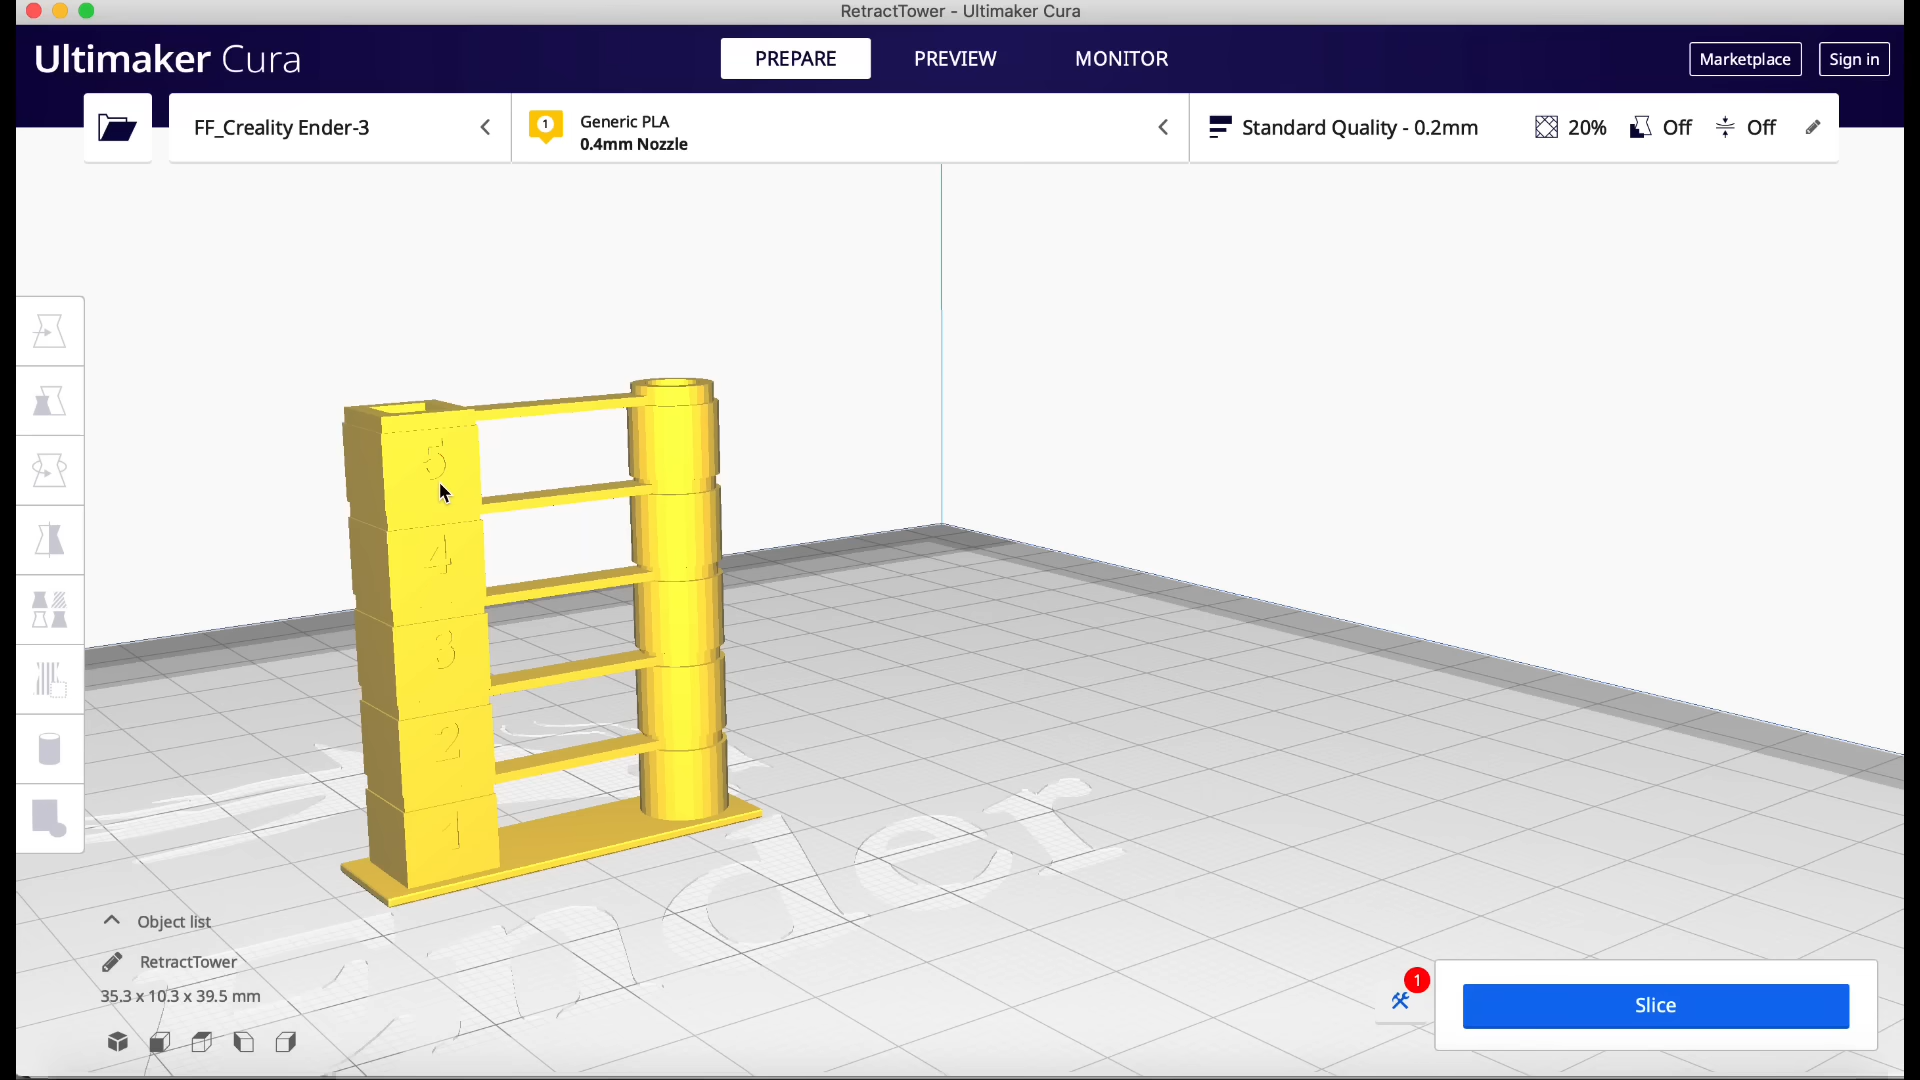 RetractTower - Ultimaker Cura
Ultimaker Cura
PREPARE
PREVIEW
MONITOR
Marketplace
Sign in
FF_Creality Ender-3
1
Generic PLA
0.4mm Nozzle
Standard Quality - 0.2mm
20%
Off
Off
5
4
3
2
1
Ender
Object list
RetractTower
35.3 x 10.3 x 39.5 mm
1
Slice